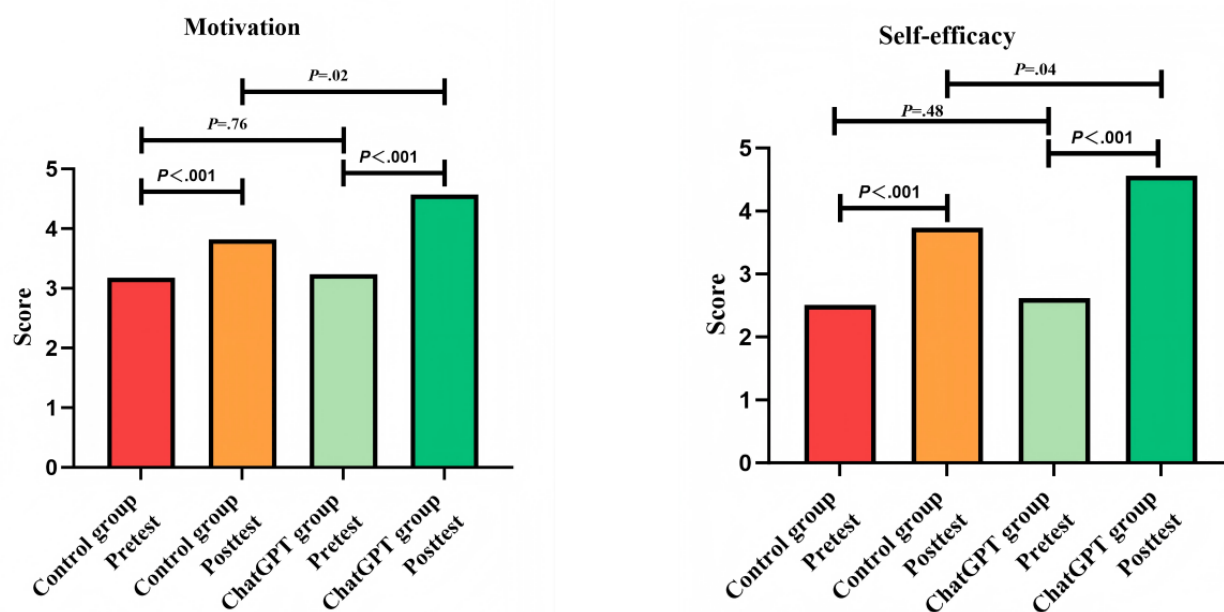 Motivation
P=.02
P=.76
P<.001
P<.001
5
4
3
2
1
0
Score
Control group
Pretest
Control group
Posttest
ChatGPT group
Pretest
ChatGPT group
Posttest
Self-efficacy
P=.04
P=.48
P<.001
P<.001
5
4
3
2
1
0
Score
Control group
Pretest
Control group
Posttest
ChatGPT group
Pretest
ChatGPT group
Posttest